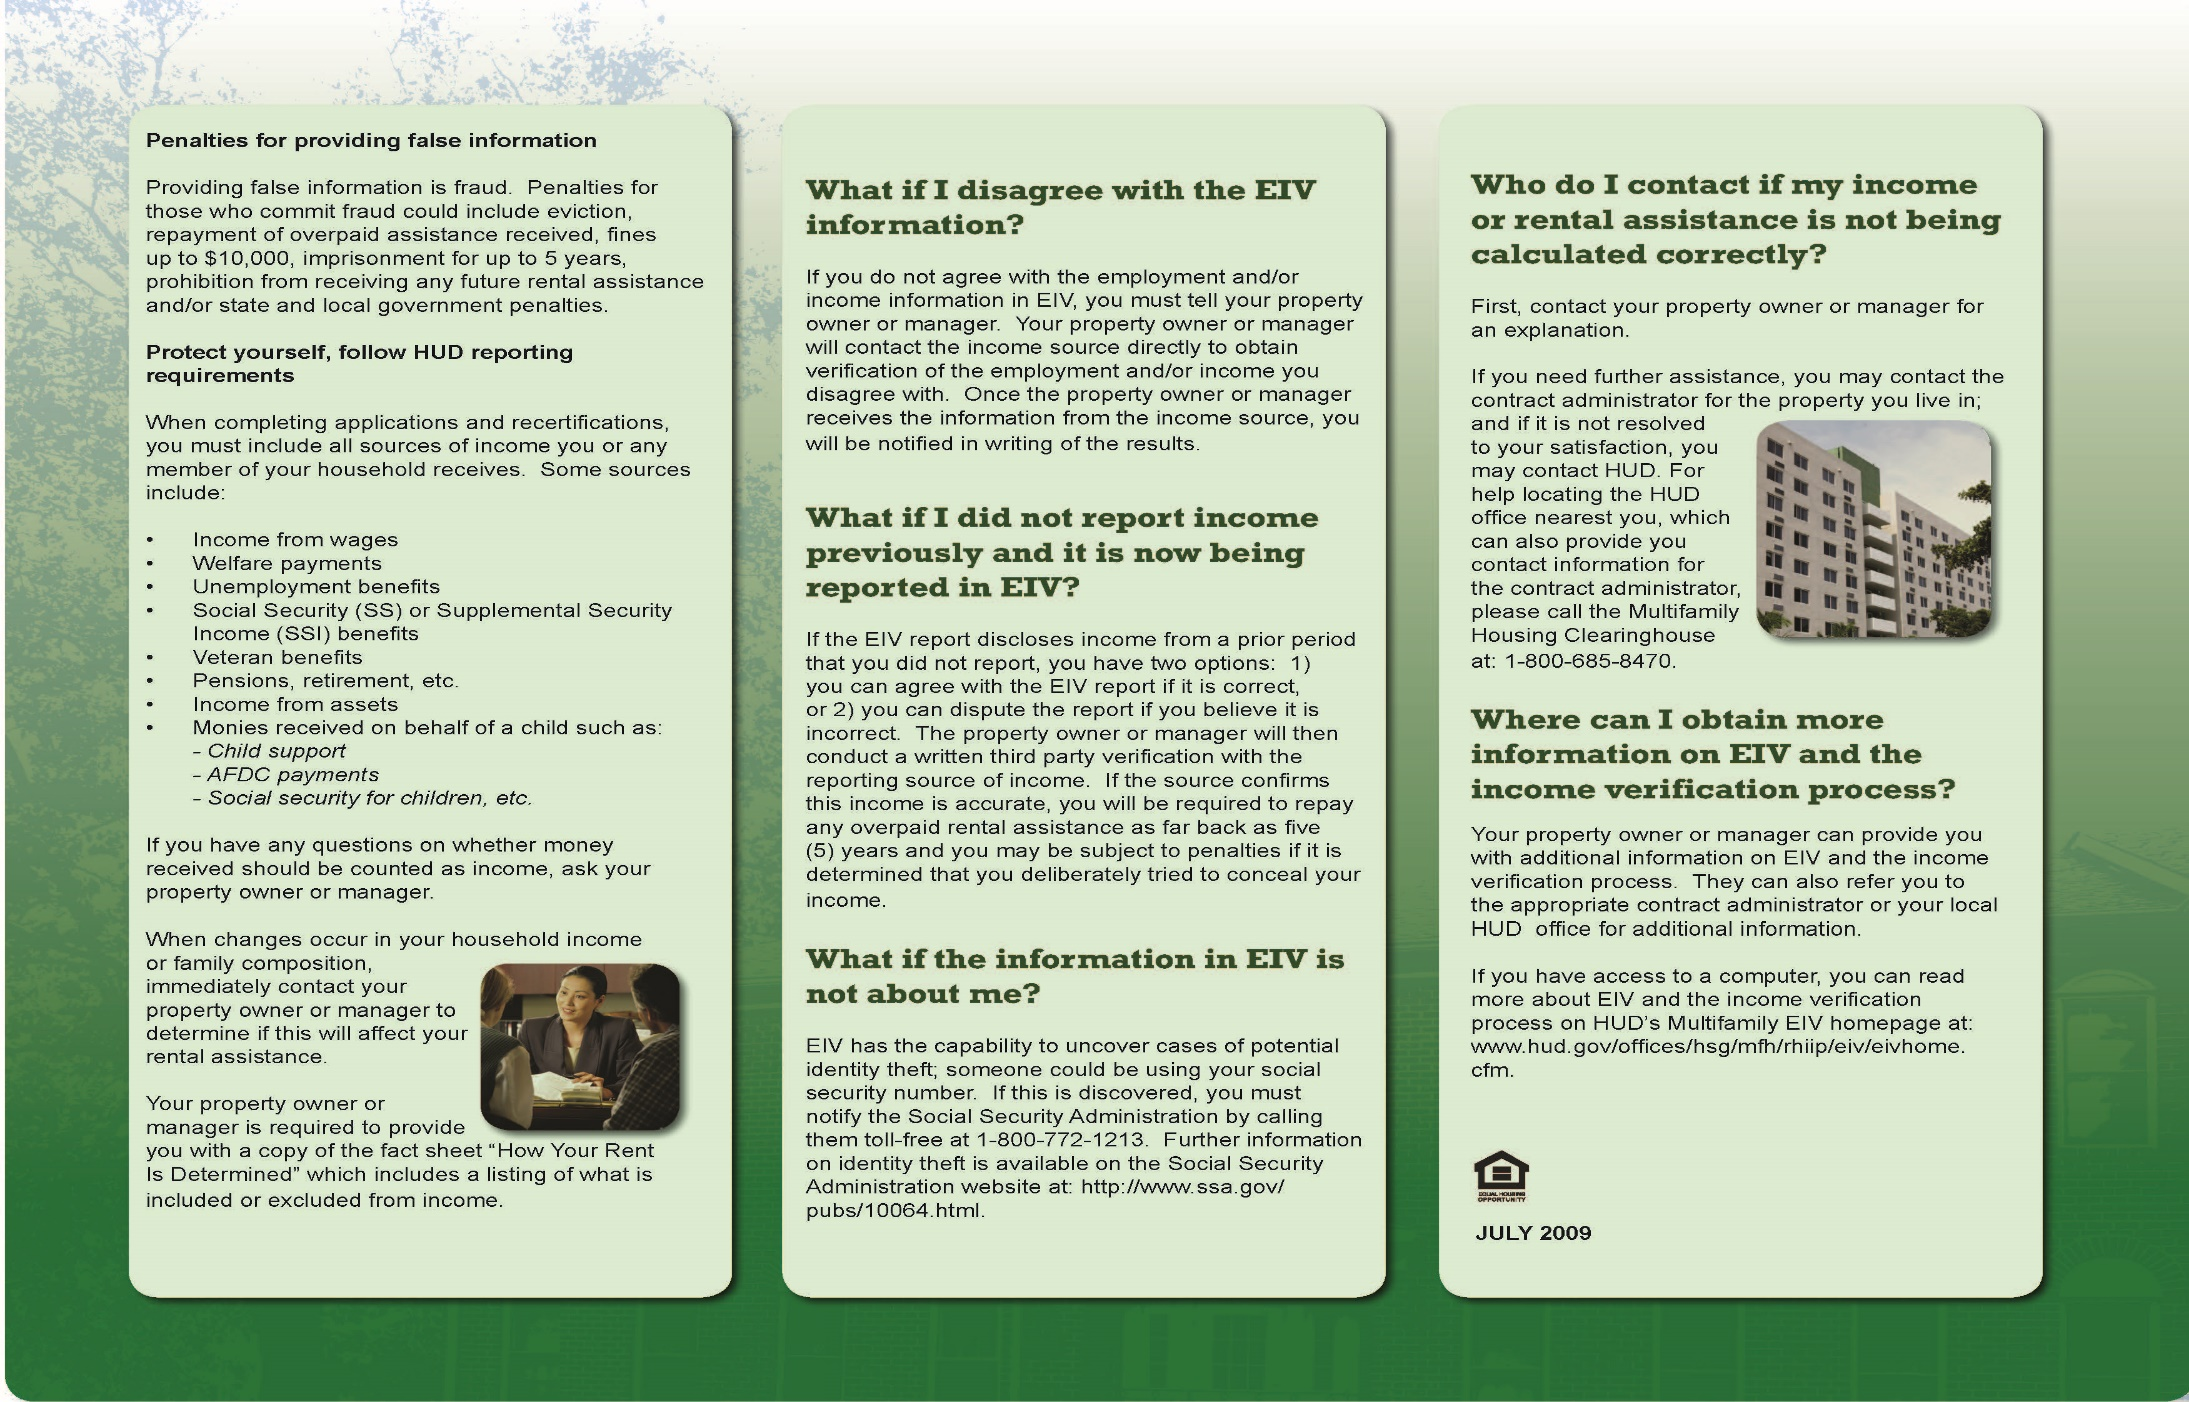 Penalties for providing false information
Providing false information is fraud.  Penalties for
those who commit fraud could include eviction,
repayment of overpaid assistance received, fines
up to $10,000, imprisonment for up to 5 years,
prohibition from receiving any future rental assistance
and/or state and local government penalties.
Protect yourself, follow HUD reporting
requirements
When completing applications and recertifications,
you must include all sources of income you or any
member of your household receives.  Some sources
include:
• Income from wages
• Welfare payments
• Unemployment benefits
• Social Security (SS) or Supplemental Security
Income (SSI) benefits
• Veteran benefits
• Pensions, retirement, etc.
• Income from assets
• Monies received on behalf of a child such as:
- Child support
- AFDC payments
- Social security for children, etc.
If you have any questions on whether money
received should be counted as income, ask your
property owner or manager.
When changes occur in your household income
or family composition,
immediately contact your
property owner or manager to
determine if this will affect your
rental assistance.
Your property owner or
manager is required to provide
you with a copy of the fact sheet “How Your Rent
Is Determined” which includes a listing of what is
included or excluded from income.
What if I disagree with the EIV
information?
If you do not agree with the employment and/or
income information in EIV, you must tell your property
owner or manager.  Your property owner or manager
will contact the income source directly to obtain
verification of the employment and/or income you
disagree with.  Once the property owner or manager
receives the information from the income source, you
will be notified in writing of the results.
What if I did not report income
previously and it is now being
reported in EIV?
If the EIV report discloses income from a prior period
that you did not report, you have two options:  1)
you can agree with the EIV report if it is correct,
or 2) you can dispute the report if you believe it is
incorrect.  The property owner or manager will then
conduct a written third party verification with the
reporting source of income.  If the source confirms
this income is accurate, you will be required to repay
any overpaid rental assistance as far back as five
(5) years and you may be subject to penalties if it is
determined that you deliberately tried to conceal your
income.
What if the information in EIV is
not about me?
EIV has the capability to uncover cases of potential
identity theft; someone could be using your social
security number.  If this is discovered, you must
notify the Social Security Administration by calling
them toll-free at 1-800-772-1213.  Further information
on identity theft is available on the Social Security
Administration website at: http://www.ssa.gov/
pubs/10064.html.
Who do I contact if my income
or rental assistance is not being
calculated correctly?
First, contact your property owner or manager for
an explanation.
If you need further assistance, you may contact the
contract administrator for the property you live in;
and if it is not resolved
to your satisfaction, you
may contact HUD. For
help locating the HUD
office nearest you, which
can also provide you
contact information for
the contract administrator,
please call the Multifamily
Housing Clearinghouse
at: 1-800-685-8470.
Where can I obtain more
information on EIV and the
income verification process?
Your property owner or manager can provide you
with additional information on EIV and the income
verification process.  They can also refer you to
the appropriate contract administrator or your local
HUD  office for additional information.
If you have access to a computer, you can read
more about EIV and the income verification
process on HUD’s Multifamily EIV homepage at:
www.hud.gov/offices/hsg/mfh/rhiip/eiv/eivhome.
cfm.
EQUAL HOUSING
OPPORTUNITY
JULY 2009